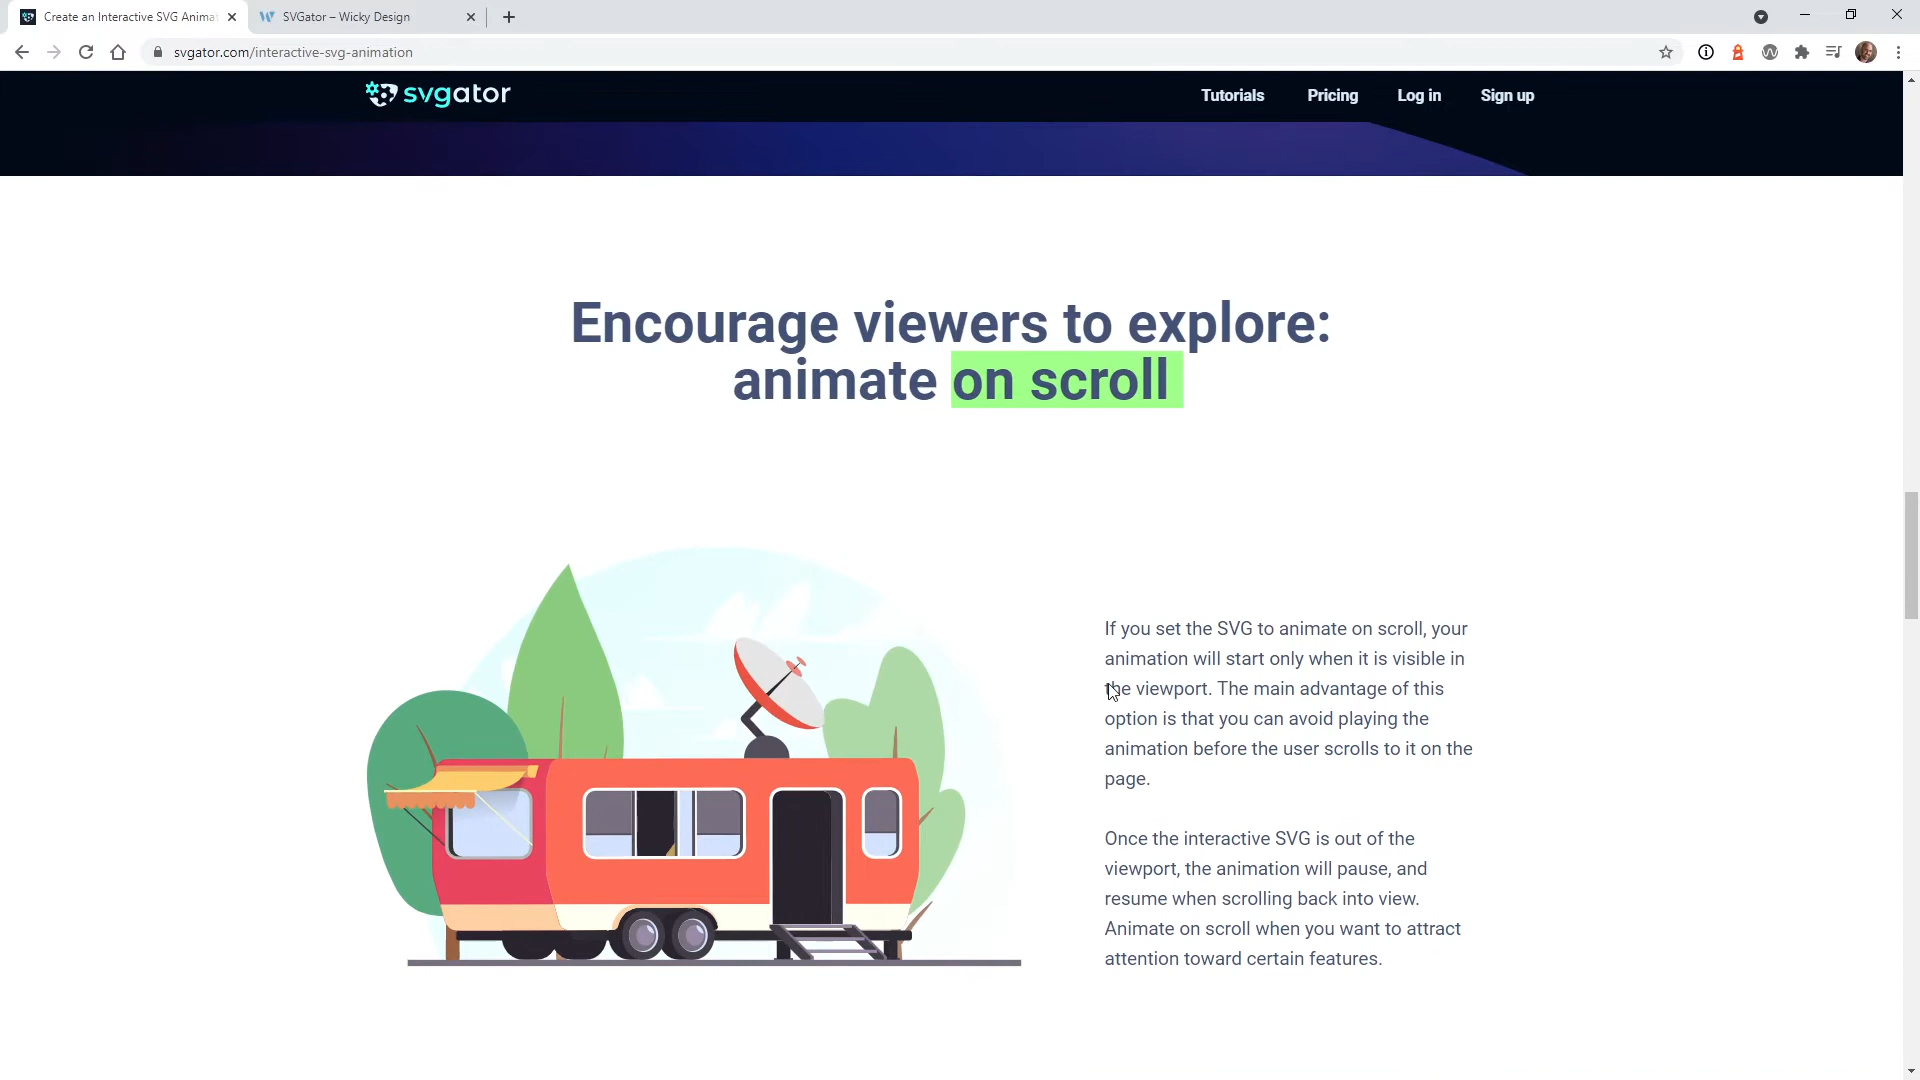 Create an Interactive SVG Animat
SVGator – Wicky Design
svgator.com/interactive-svg-animation
svgator
Tutorials
Pricing
Log in
Sign up
Encourage viewers to explore:
animate on scroll
If you set the SVG to animate on scroll, your
animation will start only when it is visible in
the viewport. The main advantage of this
option is that you can avoid playing the
animation before the user scrolls to it on the
page.
Once the interactive SVG is out of the
viewport, the animation will pause, and
resume when scrolling back into view.
Animate on scroll when you want to attract
attention toward certain features.